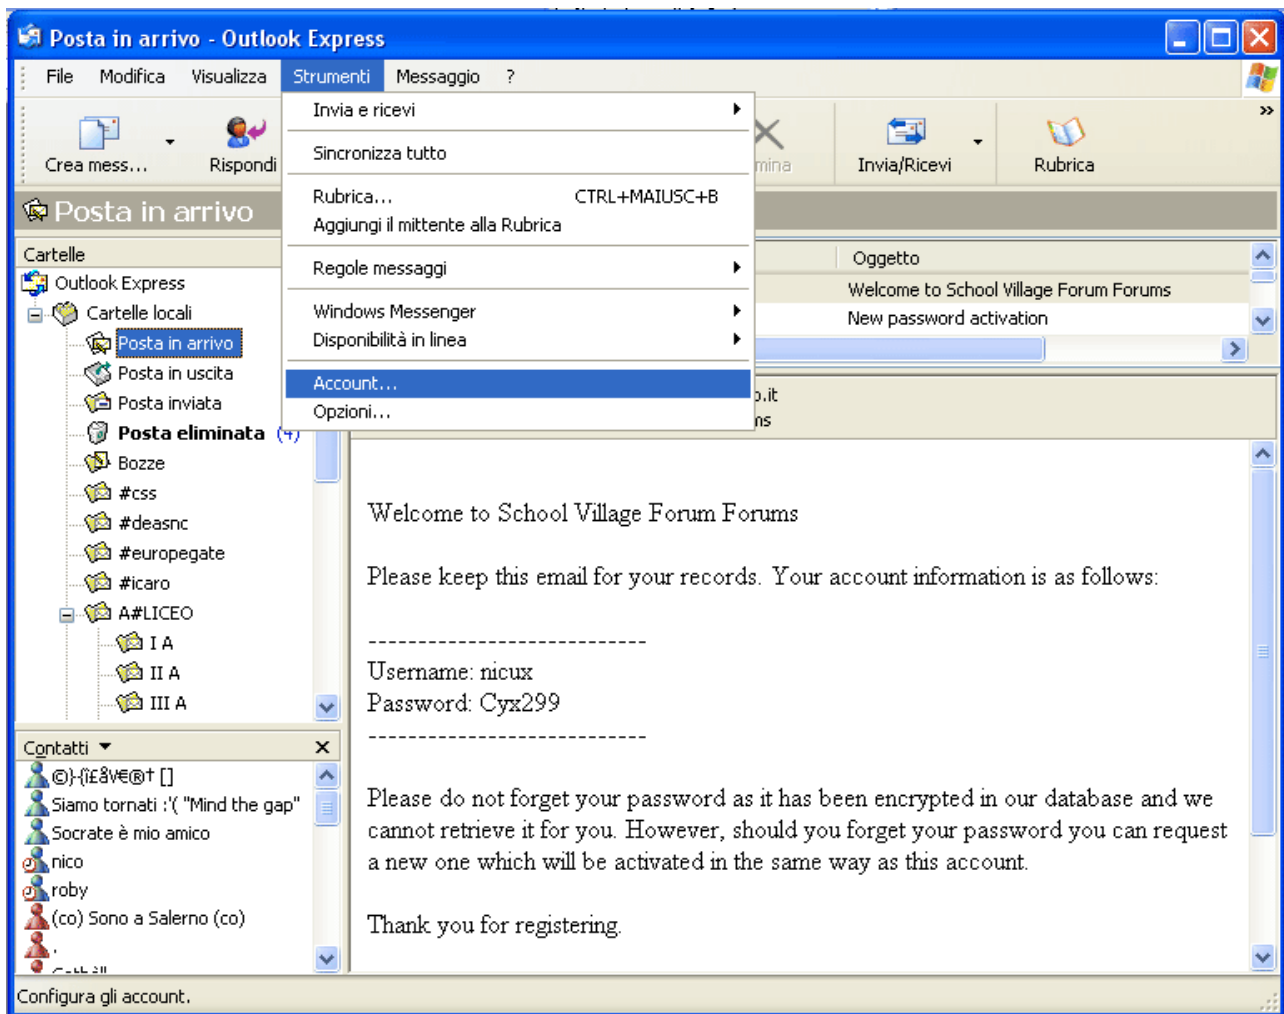 Posta in arrivo - Outlook Express
File Modifica Visualizza Strumenti Messaggio ?
Invia e ricevi
Sincronizza tutto
Rubrica... CTRL+MAIUSC+B
Aggiungi il mittente alla Rubrica
Regole messaggi
Windows Messenger
Disponibilità in linea
Account...
Opzioni...
Crea mess... Rispondi mina Invia/Ricevi Rubrica
Posta in arrivo
Cartelle
Outlook Express
Cartelle locali
Posta in arrivo
Posta in uscita
Posta inviata
Posta eliminata (4)
Bozze
#css
#deasnc
#europegate
#icaro
A#LICEO
I A
II A
III A
Contatti
©}{î£åV€®† []
Siamo tornati :'( "Mind the gap"
Socrate è mio amico
nico
roby
(co) Sono a Salerno (co)
.
Oggetto
Welcome to School Village Forum Forums
New password activation
o.it
ms
Welcome to School Village Forum Forums
Please keep this email for your records. Your account information is as follows:
----------------------------
Username: nicux
Password: Cyx299
----------------------------
Please do not forget your password as it has been encrypted in our database and we
cannot retrieve it for you. However, should you forget your password you can request
a new one which will be activated in the same way as this account.
Thank you for registering.
Configura gli account.